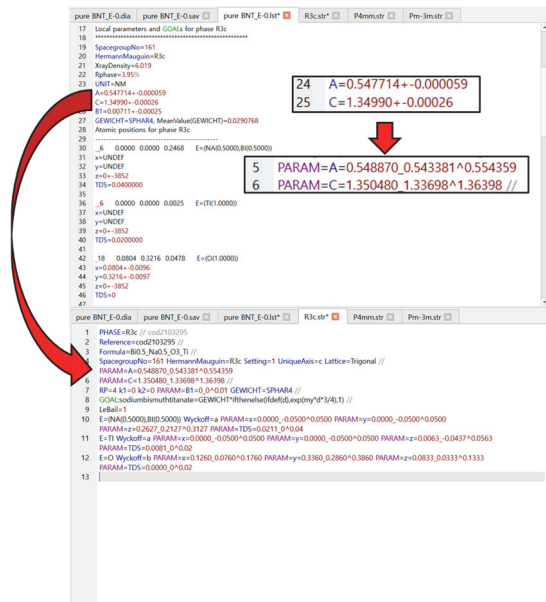 pure BNT_E-0.dia pure BNT_E-0.sav pure BNT_E-0.lst* R3c.str* P4mm.str Pm-3m.str
17 Local parameters and GOALs for phase R3c
18 ******************************************************
19 SpacegroupNo=161
20 HermannMauguin=R3c
21 XrayDensity=6.019
22 Rphase=3.95%
23 UNIT=NM
A=0.547714+-0.000059
C=1.34990+-0.00026
26 B1=0.00711+-0.00025
27 GEWICHT=SPHAR4, MeanValue(GEWICHT)=0.0290768
28 Atomic positions for phase R3c
29 ---------------------------------------------
30 _6 0.0000 0.0000 0.2468 E=(NA(0.5000),BI(0.5000))
31 x=UNDEF
32 y=UNDEF
33 z=0+-3852
34 TDS=0.0400000
35
36 _6 0.0000 0.0000 0.0025 E=(TI(1.0000))
37 x=UNDEF
38 y=UNDEF
39 z=0+-3852
40 TDS=0.0200000
41
42 _18 0.0804 0.3216 0.0478 E=(O(1.0000))
43 x=0.0804+-0.0096
44 y=0.3216+-0.0097
45 z=0+-3852
46 TDS=0
47
24 A=0.547714+-0.000059
25 C=1.34990+-0.00026
5 PARAM=A=0.548870_0.543381^0.554359
6 PARAM=C=1.350480_1.33698^1.36398 //
pure BNT_E-0.dia pure BNT_E-0.sav pure BNT_E-0.lst* R3c.str* P4mm.str Pm-3m.str
1 PHASE=R3c // cod2103295
2 Reference=cod2103295 //
3 Formula=BI0.5_Na0.5_O3_Ti //
SpacegroupNo=161 HermannMauguin=R3c Setting=1 UniqueAxis=c Lattice=Trigonal //
PARAM=A=0.548870_0.543381^0.554359
6 PARAM=C=1.350480_1.33698^1.36398 //
7 RP=4 k1=0 k2=0 PARAM=B1=0_0^0.01 GEWICHT=SPHAR4 //
8 GOAL:sodiumbismuthtitanate=GEWICHT*ifthenelse(ifdef(d),exp(my*d*3/4),1) //
9 LeBail=1
10 E=(NA(0.5000),BI(0.5000)) Wyckoff=a PARAM=x=0.0000_-0.0500^0.0500 PARAM=y=0.0000_-0.0500^0.0500
PARAM=z=0.2627_0.2127^0.3127 PARAM=TDS=0.0211_0^0.04
11 E=TI Wyckoff=a PARAM=x=0.0000_-0.0500^0.0500 PARAM=y=0.0000_-0.0500^0.0500 PARAM=z=0.0063_-0.0437^0.0563
PARAM=TDS=0.0081_0^0.02
12 E=O Wyckoff=b PARAM=x=0.1260_0.0760^0.1760 PARAM=y=0.3360_0.2860^0.3860 PARAM=z=0.0833_0.0333^0.1333
PARAM=TDS=0.0000_0^0.02
13